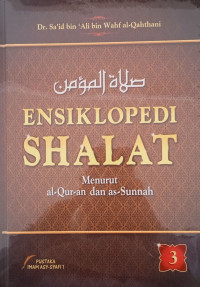 Dr. Sa'id bin 'Ali bin Wahf al-Qahthani
صلاة المؤمن
ENSIKLOPEDI
SHALAT
Menurut
al-Qur-an dan as-Sunnah
3
PUSTAKA
IMAM ASY-SYAFI'I